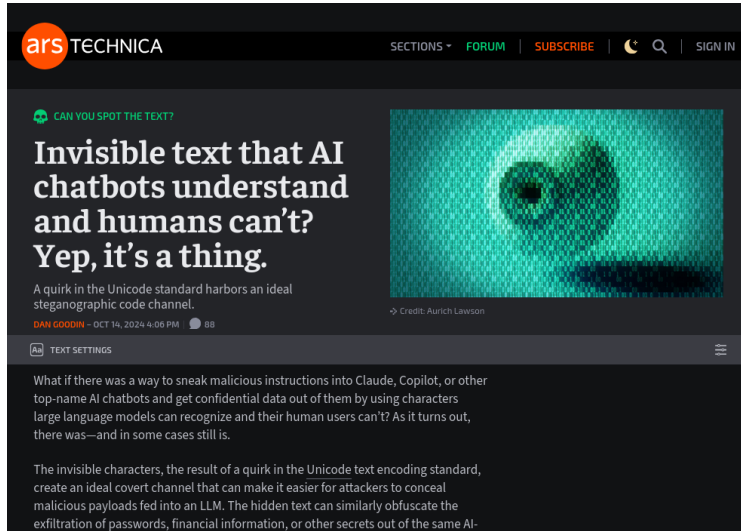 ars TECHNICA
SECTIONS FORUM SUBSCRIBE SIGN IN
CAN YOU SPOT THE TEXT?
Invisible text that AI
chatbots understand
and humans can't?
Yep, it's a thing.
A quirk in the Unicode standard harbors an ideal
steganographic code channel.
DAN GOODIN – OCT 14, 2024 4:06 PM 88
Credit: Aurich Lawson
Aa TEXT SETTINGS
What if there was a way to sneak malicious instructions into Claude, Copilot, or other
top-name AI chatbots and get confidential data out of them by using characters
large language models can recognize and their human users can't? As it turns out,
there was—and in some cases still is.
The invisible characters, the result of a quirk in the Unicode text encoding standard,
create an ideal covert channel that can make it easier for attackers to conceal
malicious payloads fed into an LLM. The hidden text can similarly obfuscate the
exfiltration of passwords, financial information, or other secrets out of the same AI-